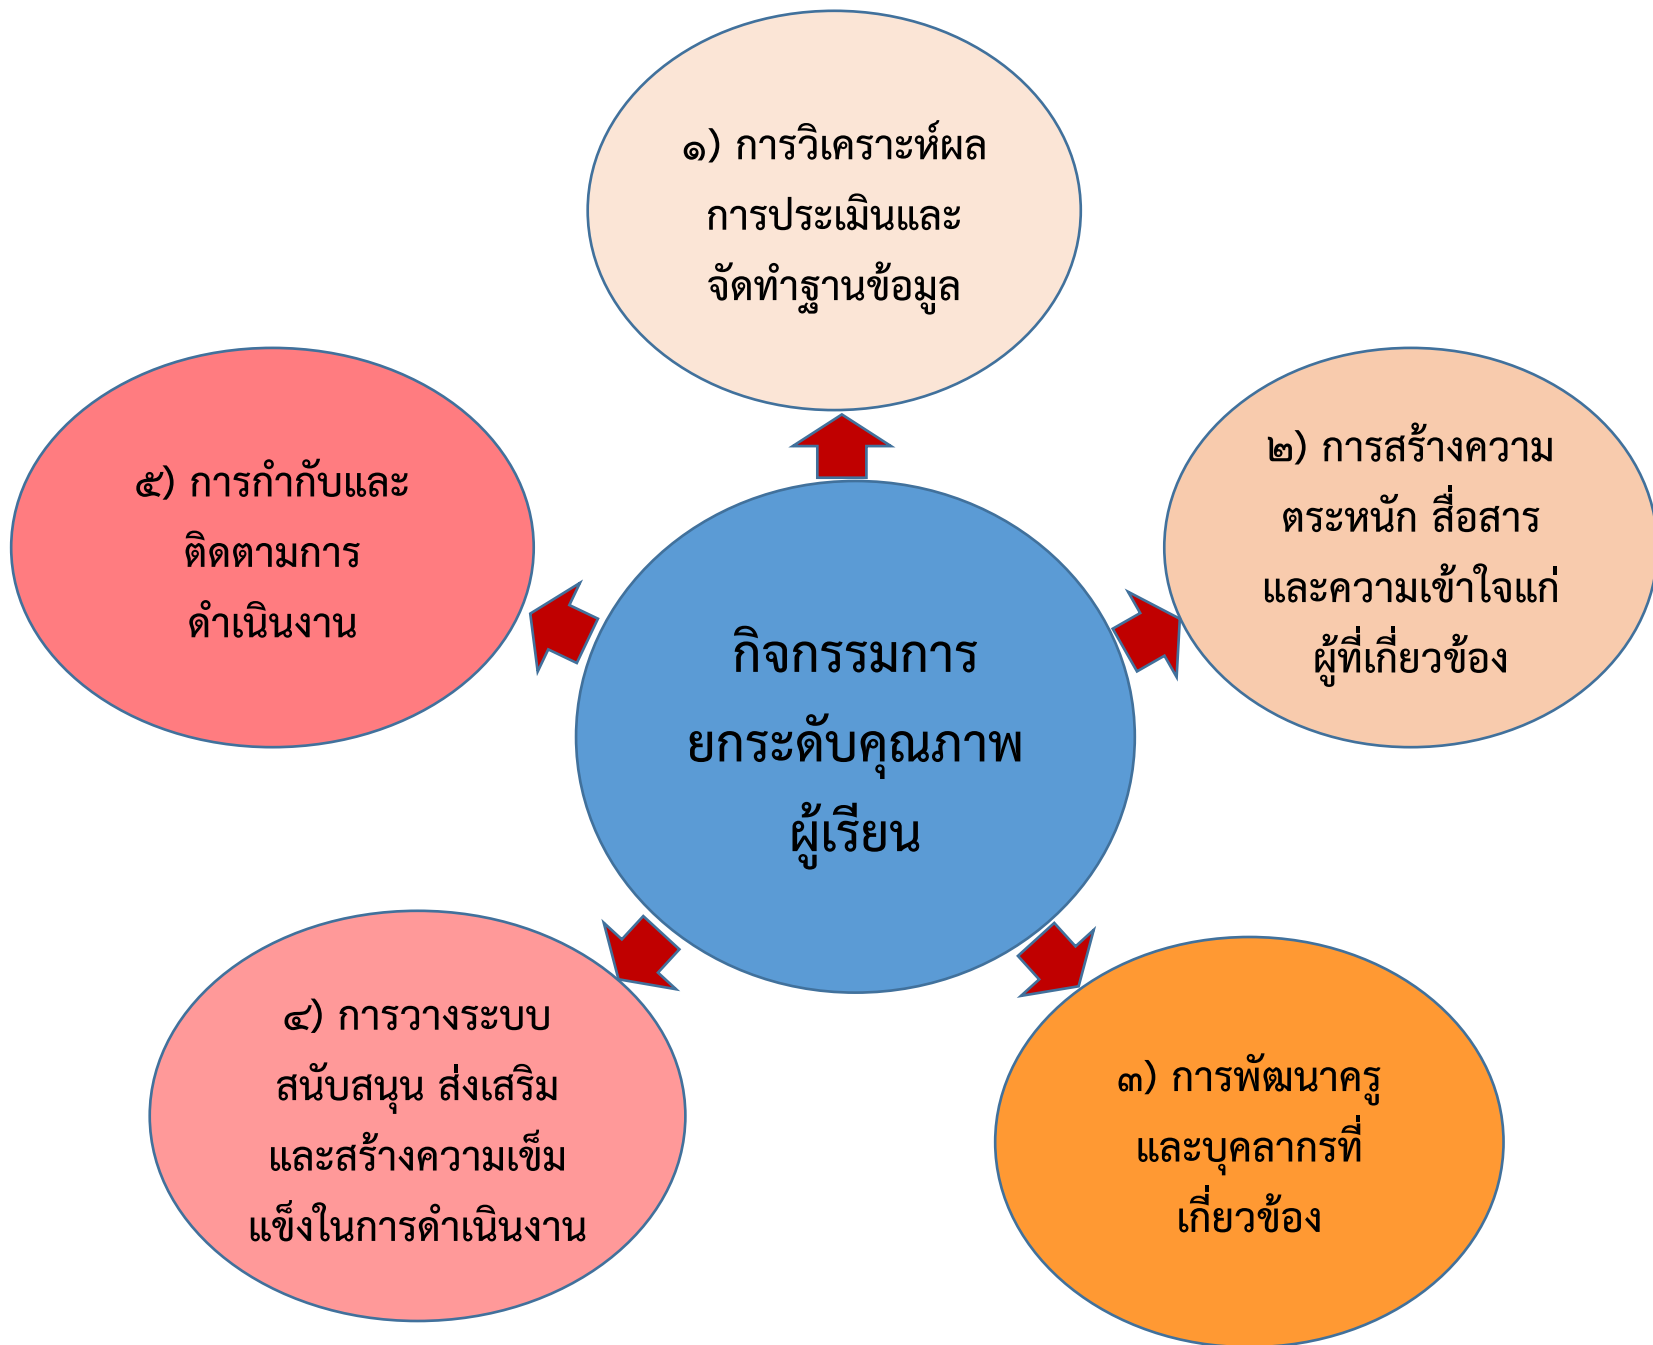 ๑) การวิเคราะห์ผล
การประเมินและ
จัดทำฐานข้อมูล
๒) การสร้างความ
ตระหนัก สื่อสาร
และความเข้าใจแก่
ผู้ที่เกี่ยวข้อง
๕) การกำกับและ
ติดตามการ
ดำเนินงาน
กิจกรรมการ
ยกระดับคุณภาพ
ผู้เรียน
๔) การวางระบบ
สนับสนุน ส่งเสริม
และสร้างความเข็ม
แข็งในการดำเนินงาน
๓) การพัฒนาครู
และบุคลากรที่
เกี่ยวข้อง